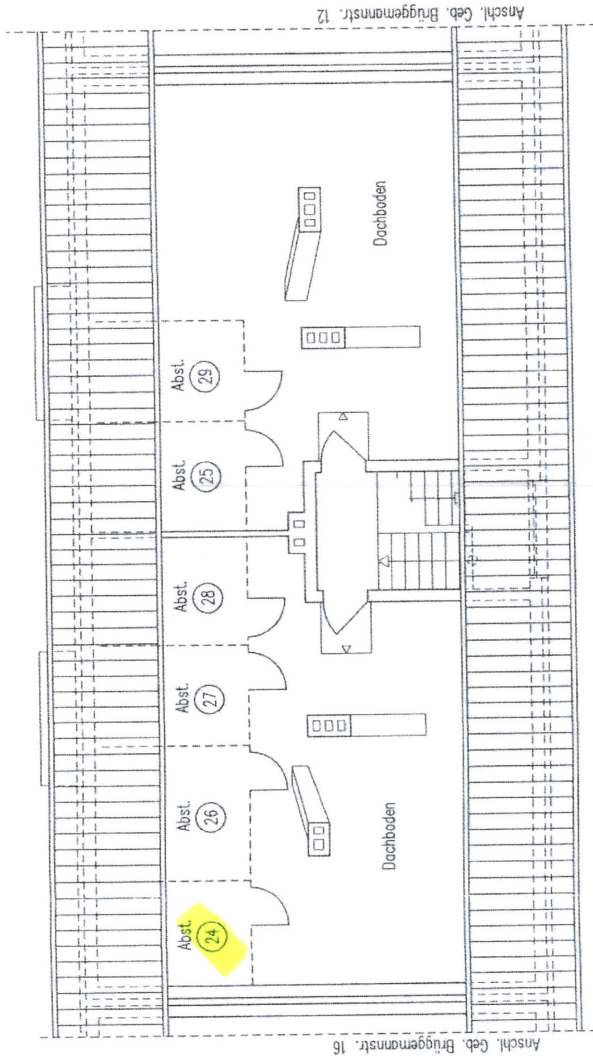 Anschl. Geb. Brüggemannstr. 12
Dachboden
Abst.
29
Abst.
25
Abst.
28
Abst.
27
Abst.
26
Dachboden
Abst.
24
Anschl. Geb. Brüggemannstr. 16